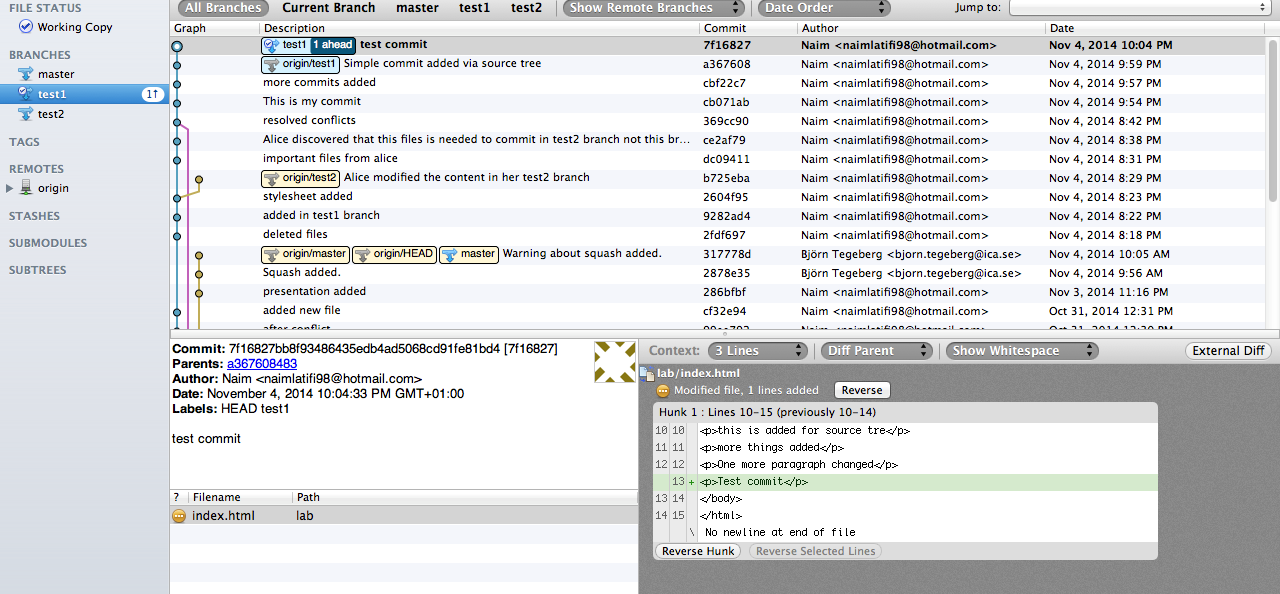 FILE STATUS
Working Copy
BRANCHES
master
test1 1↑
test2
TAGS
REMOTES
origin
STASHES
SUBMODULES
SUBTREES
All Branches Current Branch master test1 test2 Show Remote Branches Date Order Jump to:
Graph Description Commit Author Date
test1 1 ahead test commit 7f16827 Naim <naimlatifi98@hotmail.com> Nov 4, 2014 10:04 PM
origin/test1 Simple commit added via source tree a367608 Naim <naimlatifi98@hotmail.com> Nov 4, 2014 9:59 PM
more commits added cbf22c7 Naim <naimlatifi98@hotmail.com> Nov 4, 2014 9:57 PM
This is my commit cb071ab Naim <naimlatifi98@hotmail.com> Nov 4, 2014 9:54 PM
resolved conflicts 369cc90 Naim <naimlatifi98@hotmail.com> Nov 4, 2014 8:42 PM
Alice discovered that this files is needed to commit in test2 branch not this br... ce2af79 Naim <naimlatifi98@hotmail.com> Nov 4, 2014 8:38 PM
important files from alice dc09411 Naim <naimlatifi98@hotmail.com> Nov 4, 2014 8:31 PM
origin/test2 Alice modified the content in her test2 branch b725eba Naim <naimlatifi98@hotmail.com> Nov 4, 2014 8:29 PM
stylesheet added 2604f95 Naim <naimlatifi98@hotmail.com> Nov 4, 2014 8:23 PM
added in test1 branch 9282ad4 Naim <naimlatifi98@hotmail.com> Nov 4, 2014 8:22 PM
deleted files 2fdf697 Naim <naimlatifi98@hotmail.com> Nov 4, 2014 8:18 PM
origin/master origin/HEAD master Warning about squash added. 317778d Björn Tegeberg <bjorn.tegeberg@ica.se> Nov 4, 2014 10:05 AM
Squash added. 2878e35 Björn Tegeberg <bjorn.tegeberg@ica.se> Nov 4, 2014 9:56 AM
presentation added 286bfbf Naim <naimlatifi98@hotmail.com> Nov 3, 2014 11:16 PM
added new file cf32e94 Naim <naimlatifi98@hotmail.com> Oct 31, 2014 12:31 PM
after conflict
Commit: 7f16827bb8f93486435edb4ad5068cd91fe81bd4 [7f16827]
Parents: a367608483
Author: Naim <naimlatifi98@hotmail.com>
Date: November 4, 2014 10:04:33 PM GMT+01:00
Labels: HEAD test1
test commit
? Filename Path
index.html lab
Context: 3 Lines Diff Parent Show Whitespace External Diff
lab/index.html
Modified file, 1 lines added Reverse
Hunk 1 : Lines 10-15 (previously 10-14)
10 10 <p>this is added for source tre</p>
11 11 <p>more things added</p>
12 12 <p>One more paragraph changed</p>
13 + <p>Test commit</p>
13 14 </body>
14 15 </html>
\ No newline at end of file
Reverse Hunk Reverse Selected Lines